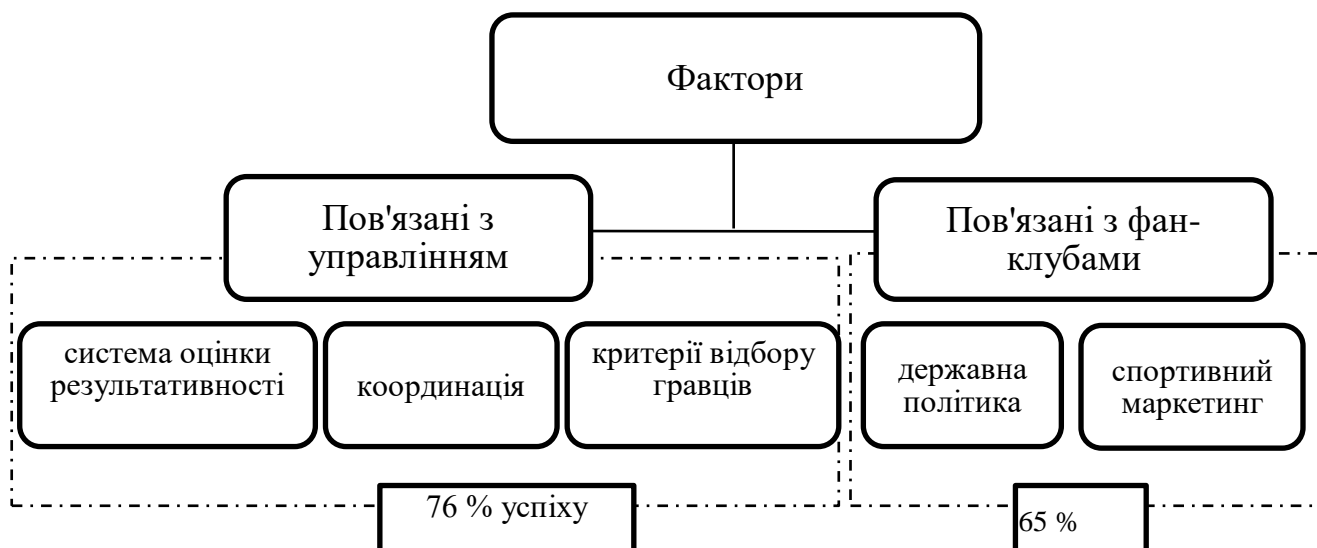 Фактори
Пов'язані з
управлінням
Пов'язані з фан-
клубами
система оцінки
результативності
координація
критерії відбору
гравців
державна
політика
спортивний
маркетинг
76 % успіху
65 %